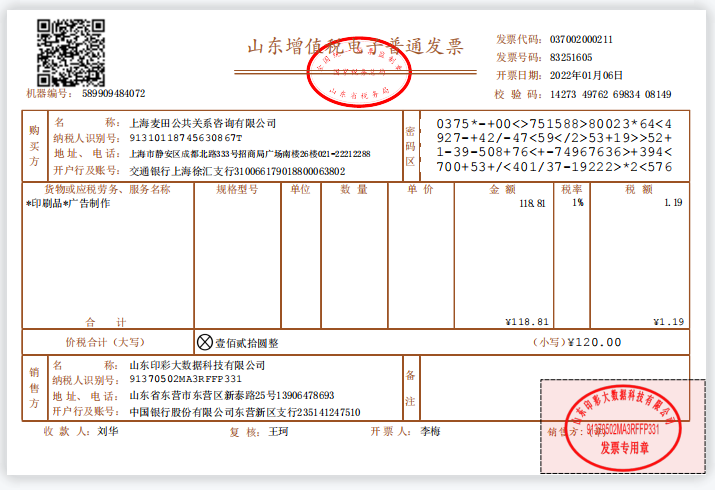 山东增值税电子普通发票
发票代码: 037002000211
发票号码: 83251605
开票日期: 2022年01月06日
校 验 码: 14273 49762 69834 08149
机器编号: 589909484072
国家税务总局
山东省税务局
购买方
名 称: 上海麦田公共关系咨询有限公司
纳税人识别号: 91310118745630867T
地 址、 电 话: 上海市静安区成都北路333号招商局广场南楼26楼021-22212288
开户行及账号: 交通银行上海徐汇支行310066179018800063802
密码区
0375*-+00<>751588>80023*64<4
927-+42/-47<59</2>53+19>>52+
1-39-508+76<+-74967636>+394<
700+53+/<401/37-19222>*2<576
货物或应税劳务、服务名称 规格型号 单位 数 量 单 价 金 额 税率 税 额
*印刷品*广告制作 118.81 1% 1.19
合 计 ¥118.81 ¥1.19
价税合计（大写） ⊗壹佰贰拾圆整 (小写)¥120.00
销售方
名 称: 山东印彩大数据科技有限公司
纳税人识别号: 91370502MA3RFFP331
地 址、 电 话: 山东省东营市东营区新泰路25号13906478693
开户行及账号: 中国银行股份有限公司东营新区支行235141247510
备注
收 款 人: 刘华 复 核: 王珂 开 票 人: 李梅 销 售 方: (章)
山东印彩大数据科技有限公司
91370502MA3RFFP331
发票专用章